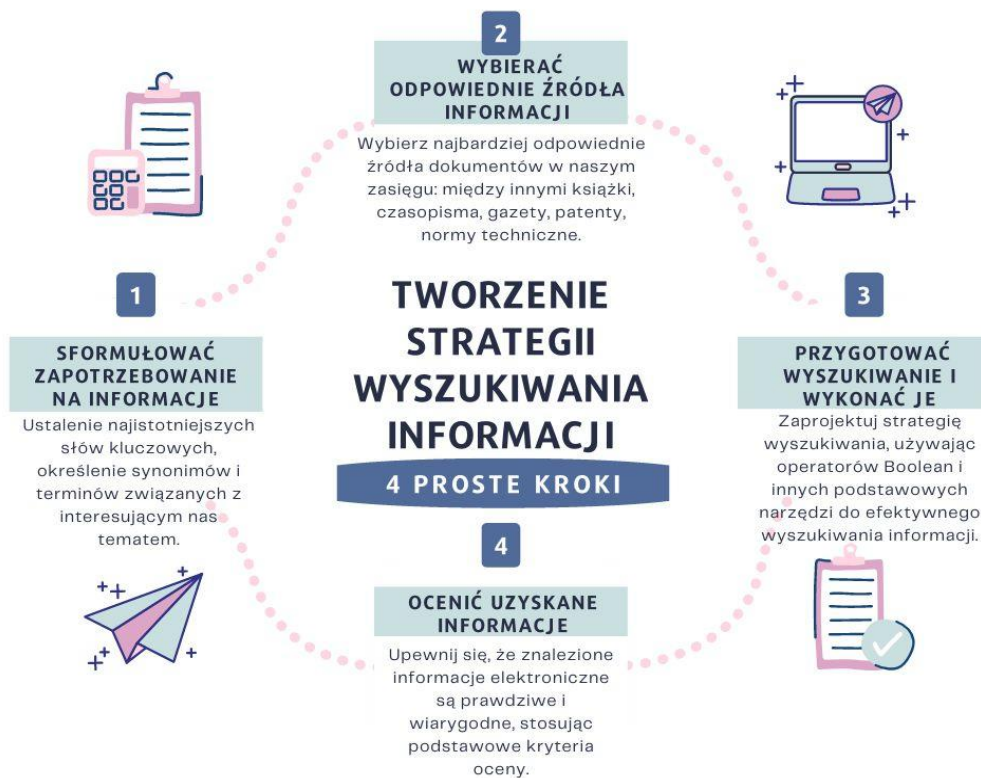 TWORZENIE
STRATEGII
WYSZUKIWANIA
INFORMACJI
4 PROSTE KROKI
1
SFORMUŁOWAĆ
ZAPOTRZEBOWANIE
NA INFORMACJE
Ustalenie najistotniejszych
słów kluczowych,
określenie synonimów i
terminów związanych z
interesującym nas
tematem.
2
WYBIERAĆ
ODPOWIEDNIE ŹRÓDŁA
INFORMACJI
Wybierz najbardziej odpowiednie
źródła dokumentów w naszym
zasięgu: między innymi książki,
czasopisma, gazety, patenty,
normy techniczne.
3
PRZYGOTOWAĆ
WYSZUKIWANIE I
WYKONAĆ JE
Zaprojektuj strategię
wyszukiwania, używając
operatorów Boolean i
innych podstawowych
narzędzi do efektywnego
wyszukiwania informacji.
4
OCENIĆ UZYSKANE
INFORMACJE
Upewnij się, że znalezione
informacje elektroniczne
są prawdziwe i
wiarygodne, stosując
podstawowe kryteria
oceny.